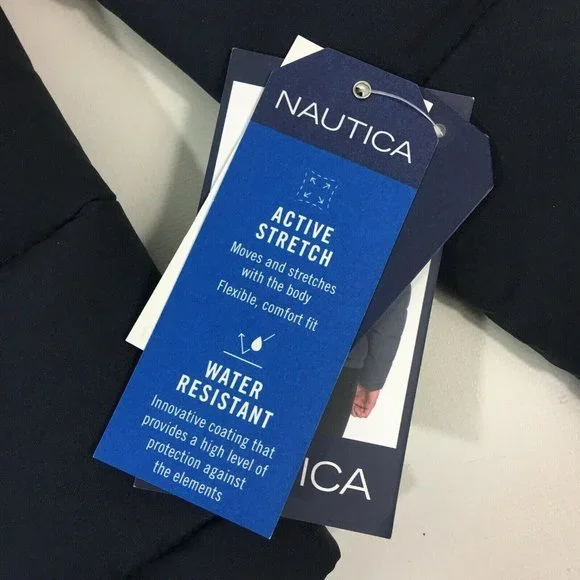 NAUTICA
ACTIVE
STRETCH
Moves and stretches
with the body
Flexible, comfort fit
WATER
RESISTANT
Innovative coating that
provides a high level of
protection against
the elements
ICA